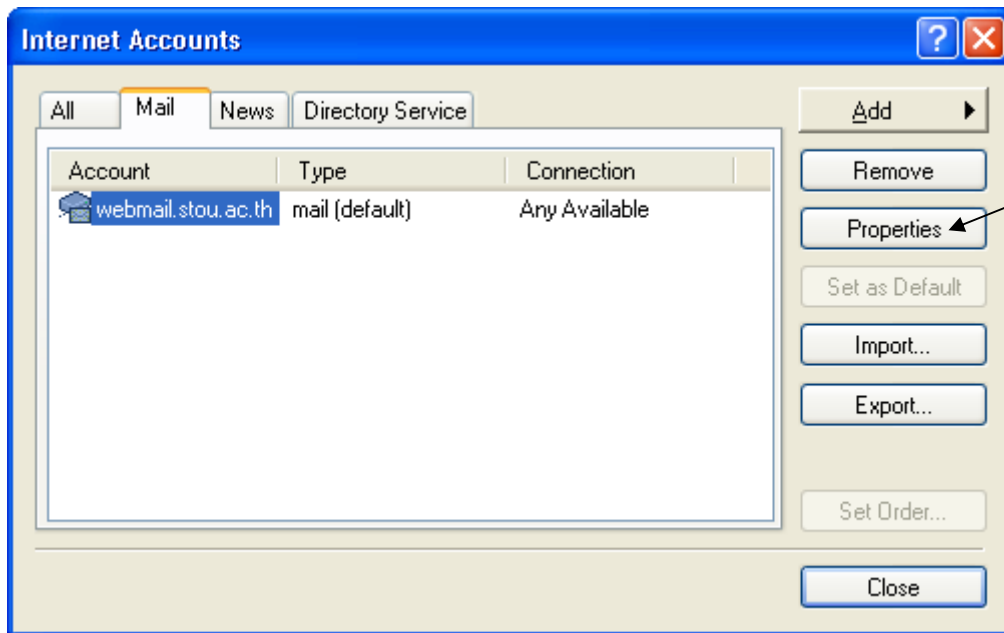 Internet Accounts
All Mail News Directory Service
Add
Account Type Connection
Remove
webmail.stou.ac.th mail (default) Any Available
Properties
Set as Default
Import...
Export...
Set Order...
Close